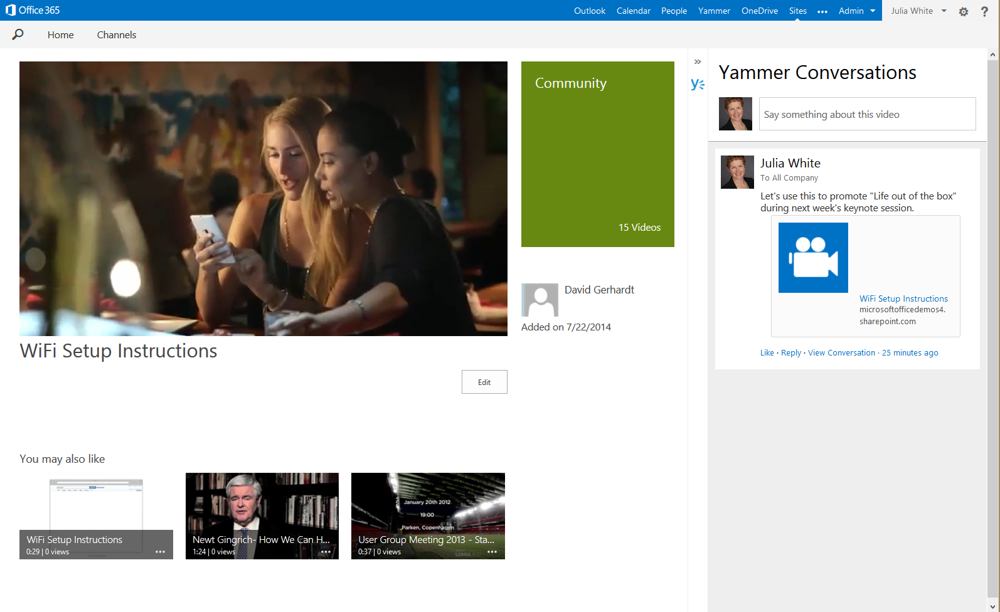 Office 365
Outlook Calendar People Yammer OneDrive Sites ••• Admin Julia White ?
Home Channels
Community
15 Videos
David Gerhardt
Added on 7/22/2014
WiFi Setup Instructions
Edit
You may also like
WiFi Setup Instructions
0:29 | 0 views •••
Newt Gingrich- How We Can H...
1:24 | 0 views •••
January 20th 2012
19:00
Parken, Copenhagen
User Group Meeting 2013 - Sta...
0:37 | 0 views •••
LUMIA 800
»
Yammer Conversations
Say something about this video
Julia White
To All Company
Let's use this to promote "Life out of the box"
during next week's keynote session.
WiFi Setup Instructions
microsoftofficedemos4.
sharepoint.com
Like · Reply · View Conversation · 25 minutes ago